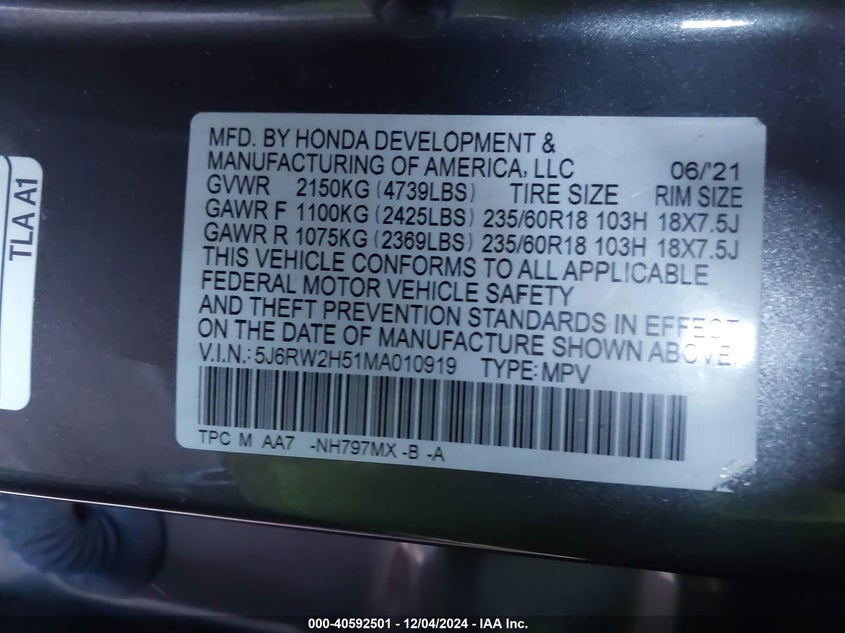 MFD. BY HONDA DEVELOPMENT &
MANUFACTURING OF AMERICA, LLC 06/'21
GVWR 2150KG (4739LBS) TIRE SIZE RIM SIZE
GAWR F 1100KG (2425LBS) 235/60R18 103H 18X7.5J
GAWR R 1075KG (2369LBS) 235/60R18 103H 18X7.5J
THIS VEHICLE CONFORMS TO ALL APPLICABLE
FEDERAL MOTOR VEHICLE SAFETY
AND THEFT PREVENTION STANDARDS IN EFFECT
ON THE DATE OF MANUFACTURE SHOWN ABOVE.
V.I.N.: 5J6RW2H51MA010919 TYPE: MPV
TPC M AA7 -NH797MX -B -A
TLA A1
000-40592501 - 12/04/2024 - IAA Inc.